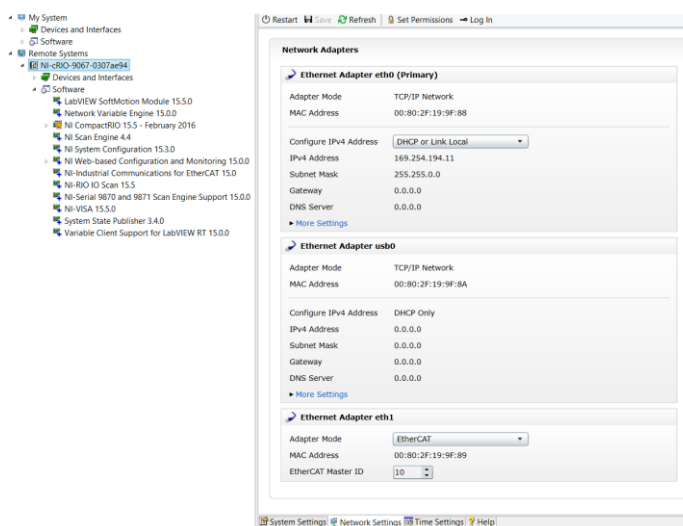 My System
Devices and Interfaces
Software
Remote Systems
NI-cRIO-9067-0307ae94
Devices and Interfaces
Software
LabVIEW SoftMotion Module 15.5.0
Network Variable Engine 15.0.0
NI CompactRIO 15.5 - February 2016
NI Scan Engine 4.4
NI System Configuration 15.3.0
NI Web-based Configuration and Monitoring 15.0.0
NI-Industrial Communications for EtherCAT 15.0
NI-RIO IO Scan 15.5
NI-Serial 9870 and 9871 Scan Engine Support 15.0.0
NI-VISA 15.5.0
System State Publisher 3.4.0
Variable Client Support for LabVIEW RT 15.0.0
Restart Save Refresh Set Permissions Log In
Network Adapters
Ethernet Adapter eth0 (Primary)
Adapter Mode TCP/IP Network
MAC Address 00:80:2F:19:9F:88
Configure IPv4 Address DHCP or Link Local
IPv4 Address 169.254.194.11
Subnet Mask 255.255.0.0
Gateway 0.0.0.0
DNS Server 0.0.0.0
More Settings
Ethernet Adapter usb0
Adapter Mode TCP/IP Network
MAC Address 00:80:2F:19:9F:8A
Configure IPv4 Address DHCP Only
IPv4 Address 0.0.0.0
Subnet Mask 0.0.0.0
Gateway 0.0.0.0
DNS Server 0.0.0.0
More Settings
Ethernet Adapter eth1
Adapter Mode EtherCAT
MAC Address 00:80:2F:19:9F:89
EtherCAT Master ID 10
System Settings Network Settings Time Settings Help